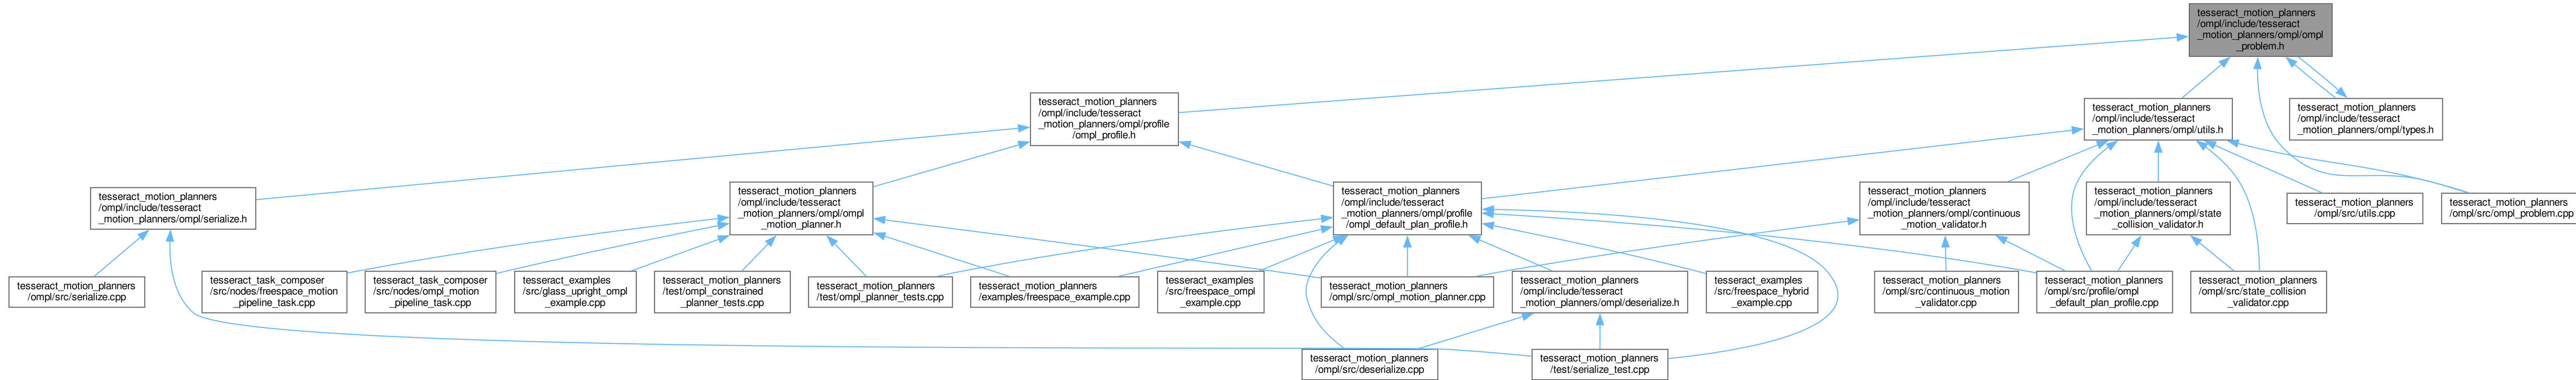 tesseract_motion_planners
/ompl/include/tesseract
_motion_planners/ompl/ompl
_problem.h
tesseract_motion_planners
/ompl/include/tesseract
_motion_planners/ompl/profile
/ompl_profile.h
tesseract_motion_planners
/ompl/include/tesseract
_motion_planners/ompl/utils.h
tesseract_motion_planners
/ompl/include/tesseract
_motion_planners/ompl/types.h
tesseract_motion_planners
/ompl/include/tesseract
_motion_planners/ompl/serialize.h
tesseract_motion_planners
/ompl/include/tesseract
_motion_planners/ompl/ompl
_motion_planner.h
tesseract_motion_planners
/ompl/include/tesseract
_motion_planners/ompl/profile
/ompl_default_plan_profile.h
tesseract_motion_planners
/ompl/include/tesseract
_motion_planners/ompl/continuous
_motion_validator.h
tesseract_motion_planners
/ompl/include/tesseract
_motion_planners/ompl/state
_collision_validator.h
tesseract_motion_planners
/ompl/src/utils.cpp
tesseract_motion_planners
/ompl/src/ompl_problem.cpp
tesseract_motion_planners
/ompl/src/serialize.cpp
tesseract_task_composer
/src/nodes/freespace_motion
_pipeline_task.cpp
tesseract_task_composer
/src/nodes/ompl_motion
_pipeline_task.cpp
tesseract_examples
/src/glass_upright_ompl
_example.cpp
tesseract_motion_planners
/test/ompl_constrained
_planner_tests.cpp
tesseract_motion_planners
/test/ompl_planner_tests.cpp
tesseract_motion_planners
/examples/freespace_example.cpp
tesseract_examples
/src/freespace_ompl
_example.cpp
tesseract_motion_planners
/ompl/src/ompl_motion_planner.cpp
tesseract_motion_planners
/ompl/include/tesseract
_motion_planners/ompl/deserialize.h
tesseract_examples
/src/freespace_hybrid
_example.cpp
tesseract_motion_planners
/ompl/src/continuous_motion
_validator.cpp
tesseract_motion_planners
/ompl/src/profile/ompl
_default_plan_profile.cpp
tesseract_motion_planners
/ompl/src/state_collision
_validator.cpp
tesseract_motion_planners
/ompl/src/deserialize.cpp
tesseract_motion_planners
/test/serialize_test.cpp